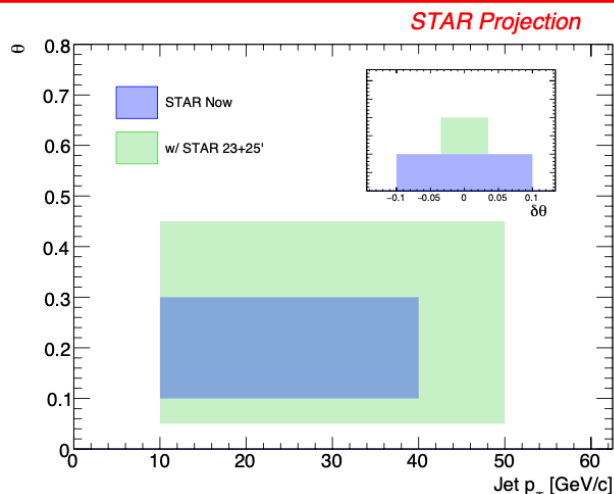 STAR Projection
θ
0.8
0.7
0.6
0.5
0.4
0.3
0.2
0.1
0
STAR Now
w/ STAR 23+25'
−0.1 −0.05 0 0.05 0.1
δθ
0 10 20 30 40 50 60
Jet p_T [GeV/c]